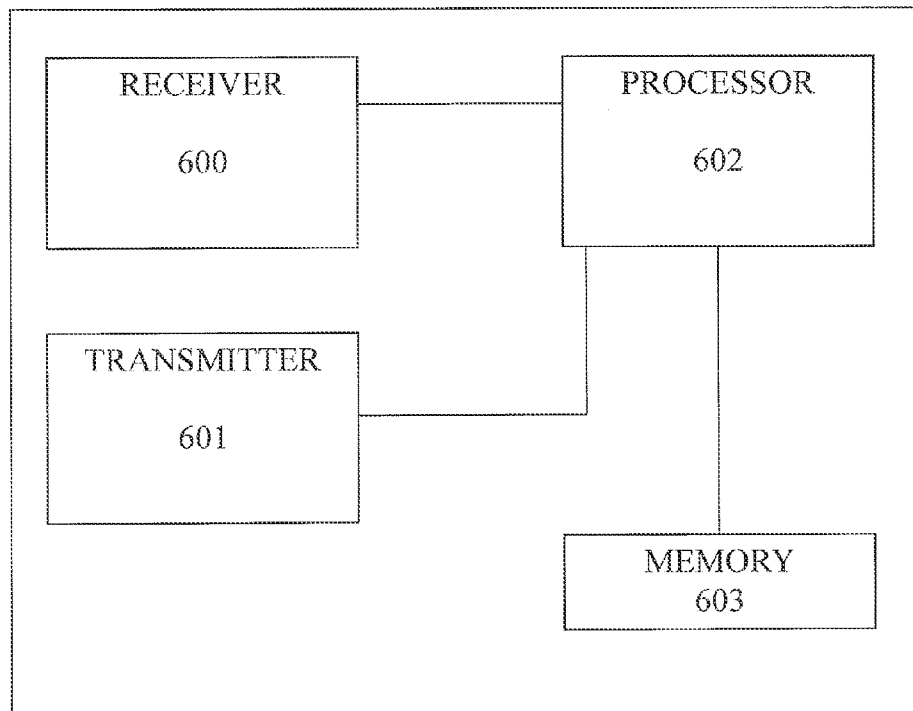 RECEIVER
600
PROCESSOR
602
TRANSMITTER
601
MEMORY
603